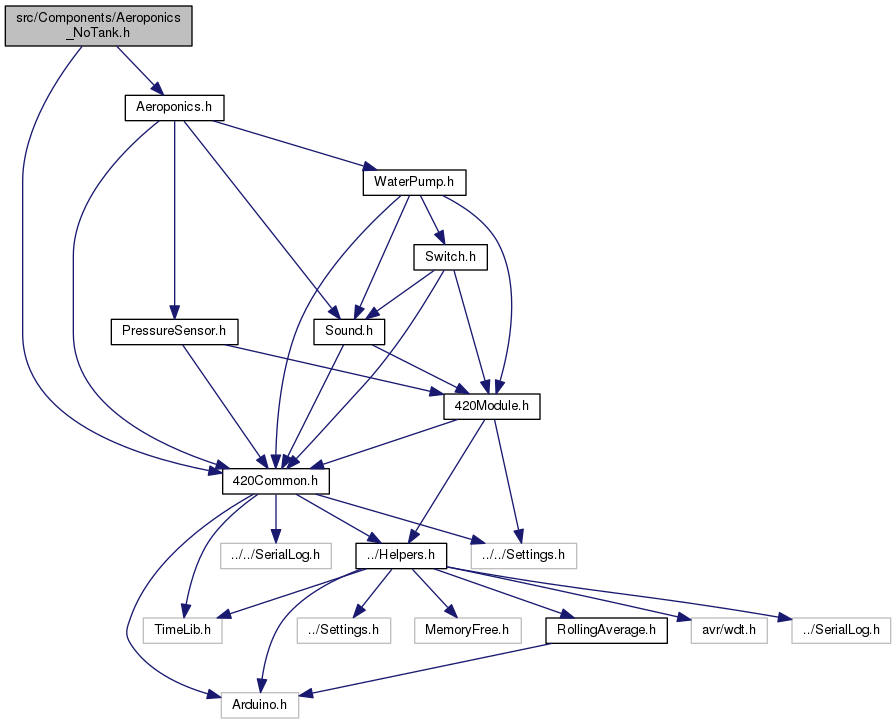 src/Components/Aeroponics
_NoTank.h
Aeroponics.h
WaterPump.h
Switch.h
PressureSensor.h
Sound.h
420Module.h
420Common.h
../../SerialLog.h
../Helpers.h
../../Settings.h
TimeLib.h
../Settings.h
MemoryFree.h
RollingAverage.h
avr/wdt.h
../SerialLog.h
Arduino.h